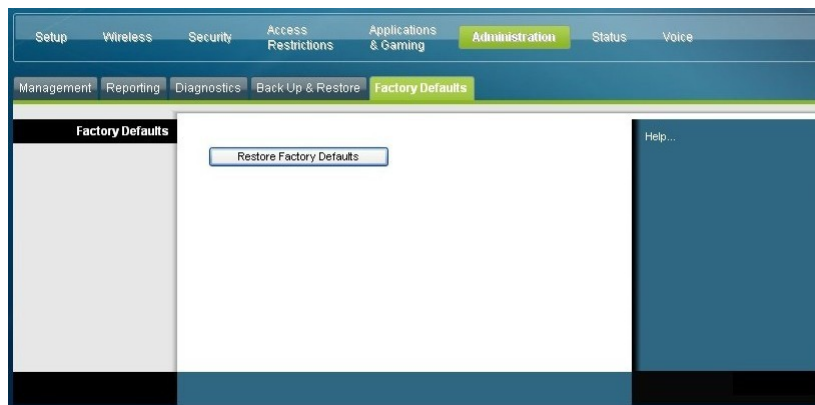 Setup Wireless Security Access Restrictions Applications & Gaming Administration Status Voice
Management Reporting Diagnostics Back Up & Restore Factory Defaults
Factory Defaults
Restore Factory Defaults
Help...